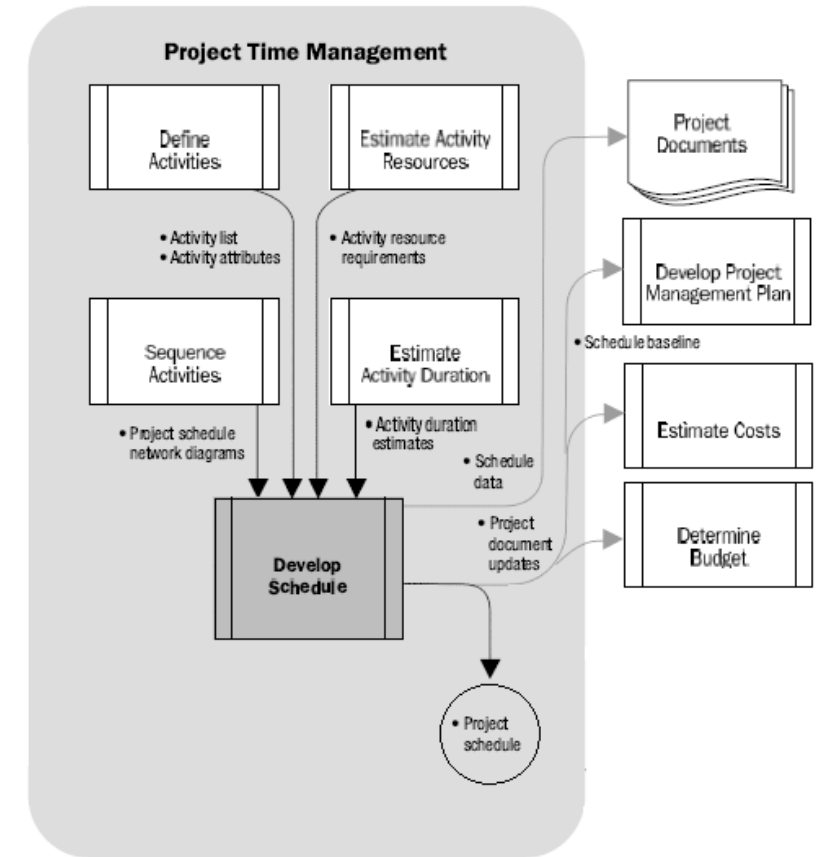 Project Time Management
Define
Activities
Estimate Activity
Resources
• Activity list
• Activity attributes
• Activity resource
requirements
Sequence
Activities
Estimate
Activity Duration
• Project schedule
network diagrams
• Activity duration
estimates
• Schedule
data
• Project
document
updates
Develop
Schedule
• Project
schedule
Project
Documents
Develop Project
Management Plan
• Schedule baseline
Estimate Costs
Determine
Budget